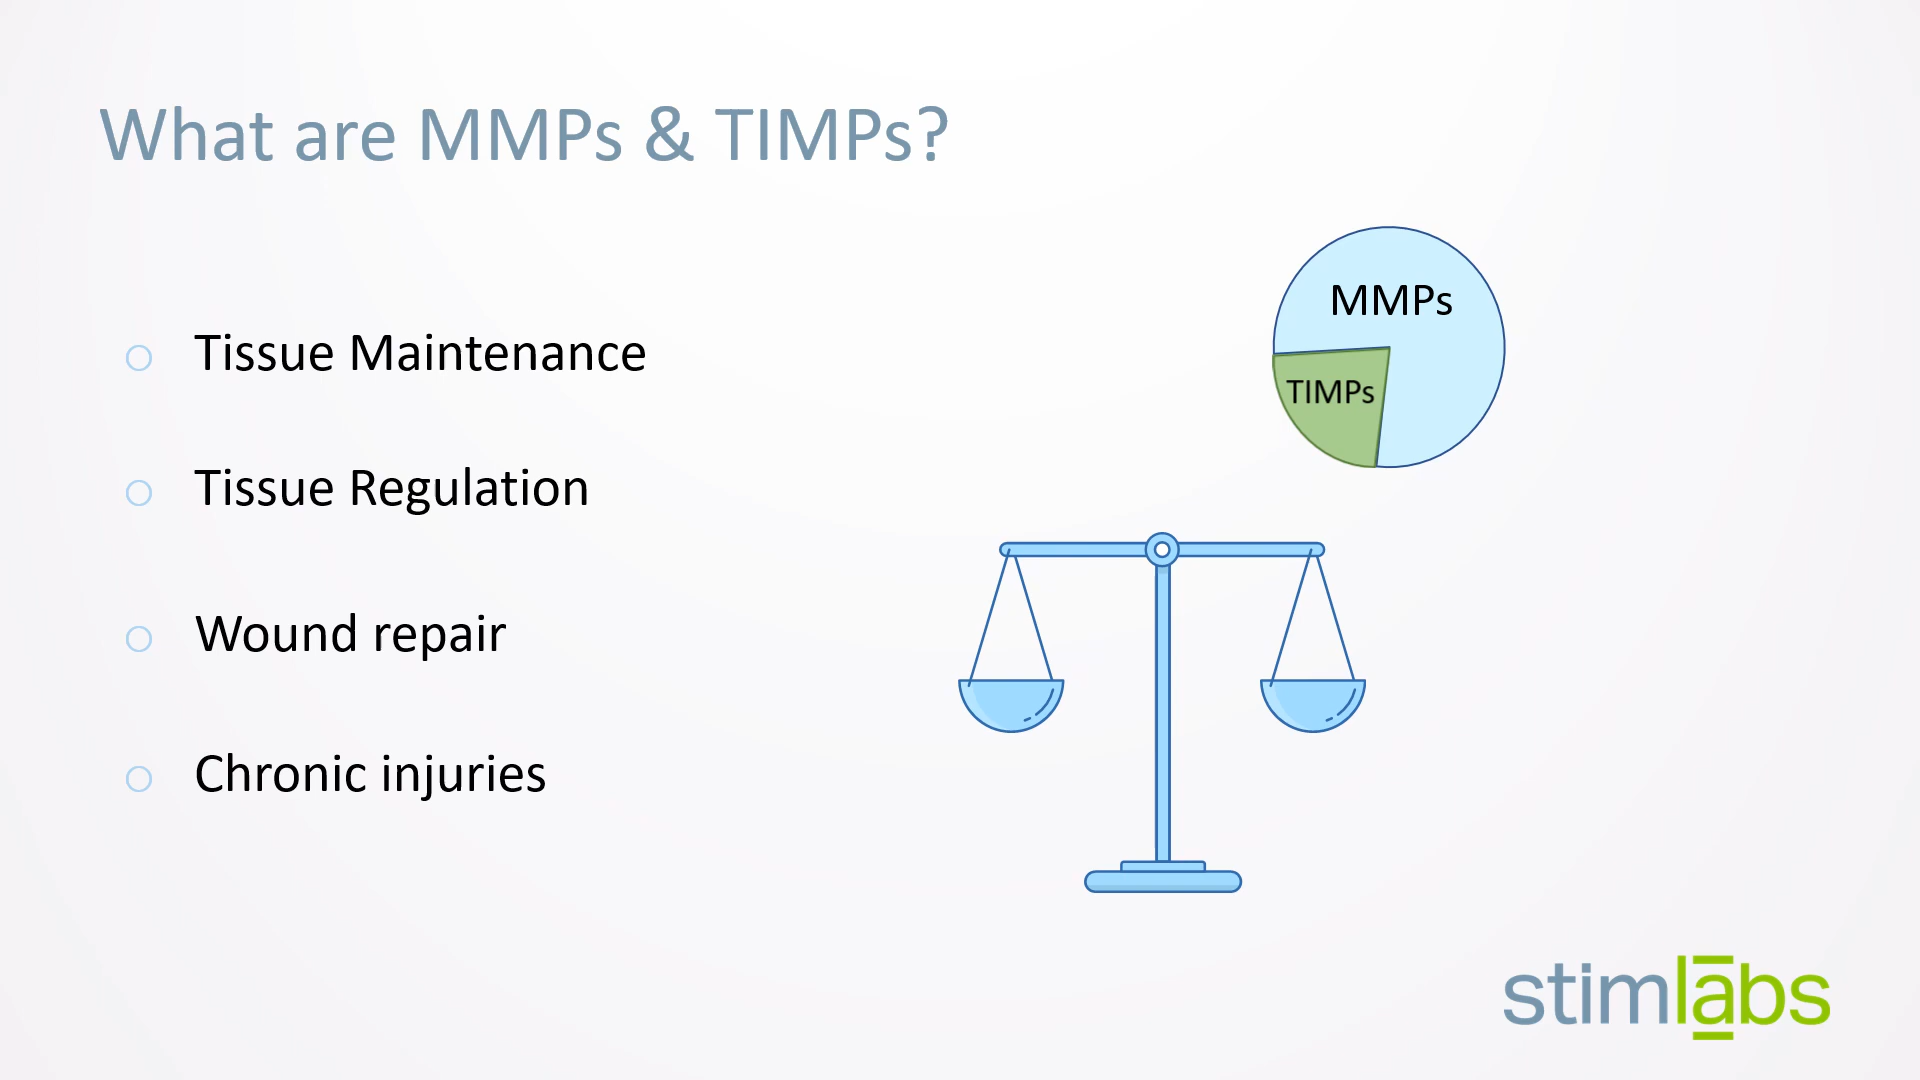 What are MMPs & TIMPs?
MMPs
TIMPs
Tissue Maintenance
Tissue Regulation
Wound repair
Chronic injuries
stimlabs